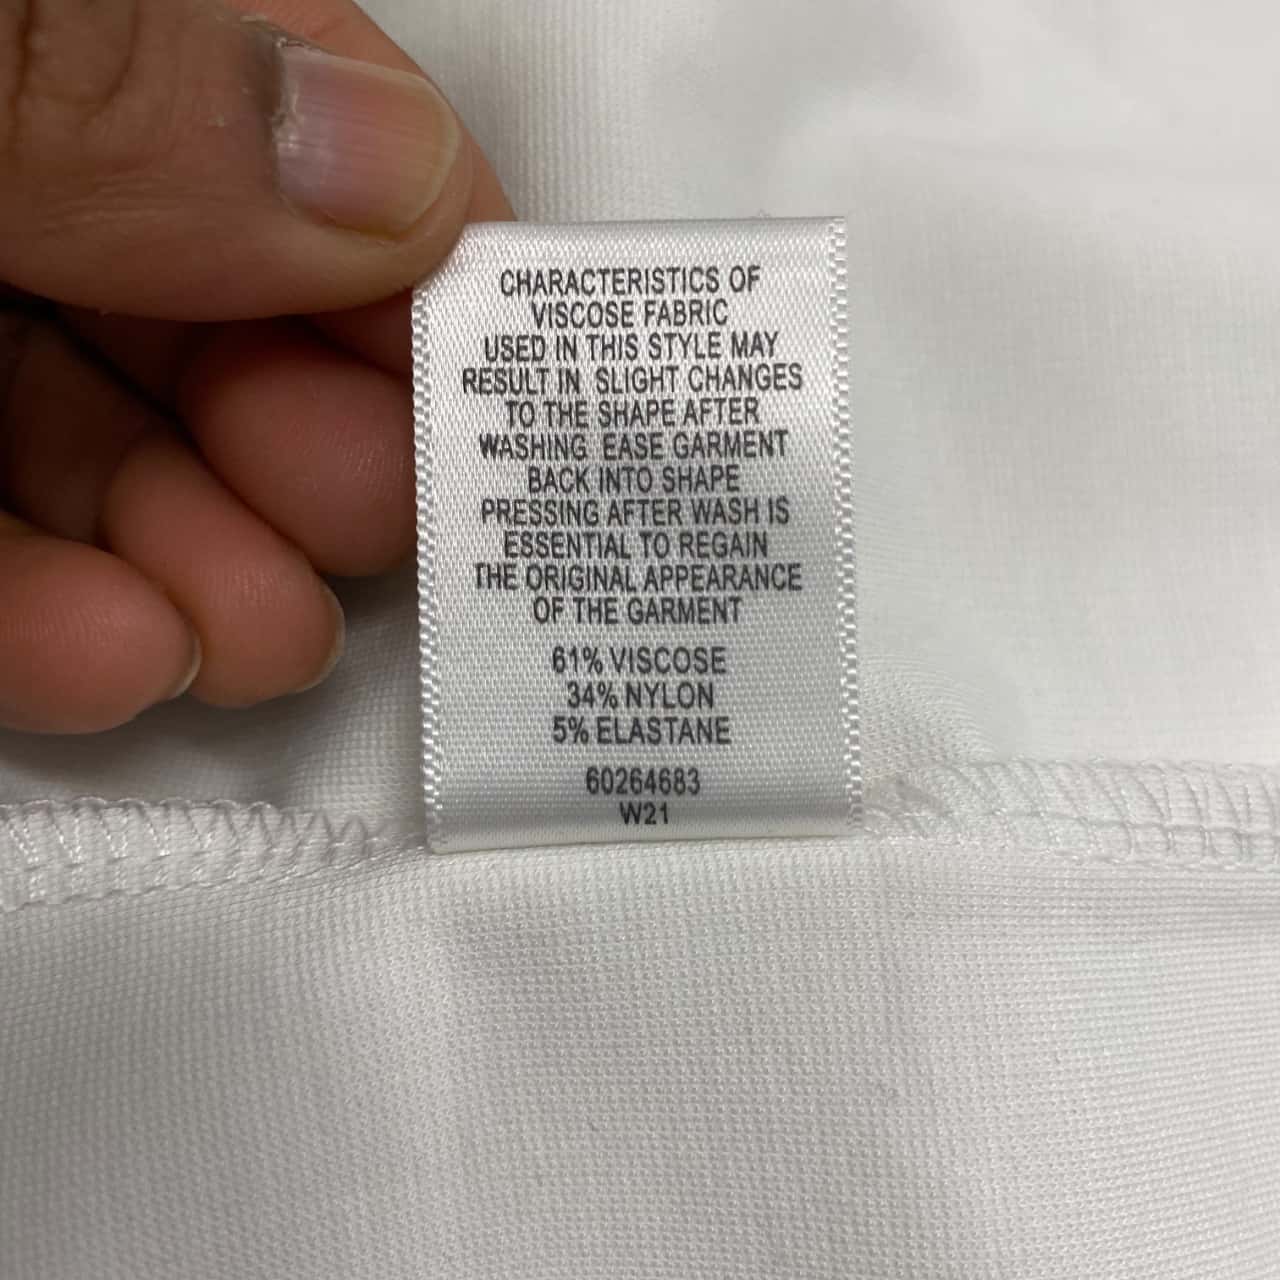 CHARACTERISTICS OF
VISCOSE FABRIC
USED IN THIS STYLE MAY
RESULT IN SLIGHT CHANGES
TO THE SHAPE AFTER
WASHING EASE GARMENT
BACK INTO SHAPE
PRESSING AFTER WASH IS
ESSENTIAL TO REGAIN
THE ORIGINAL APPEARANCE
OF THE GARMENT
61% VISCOSE
34% NYLON
5% ELASTANE
60264683
W21